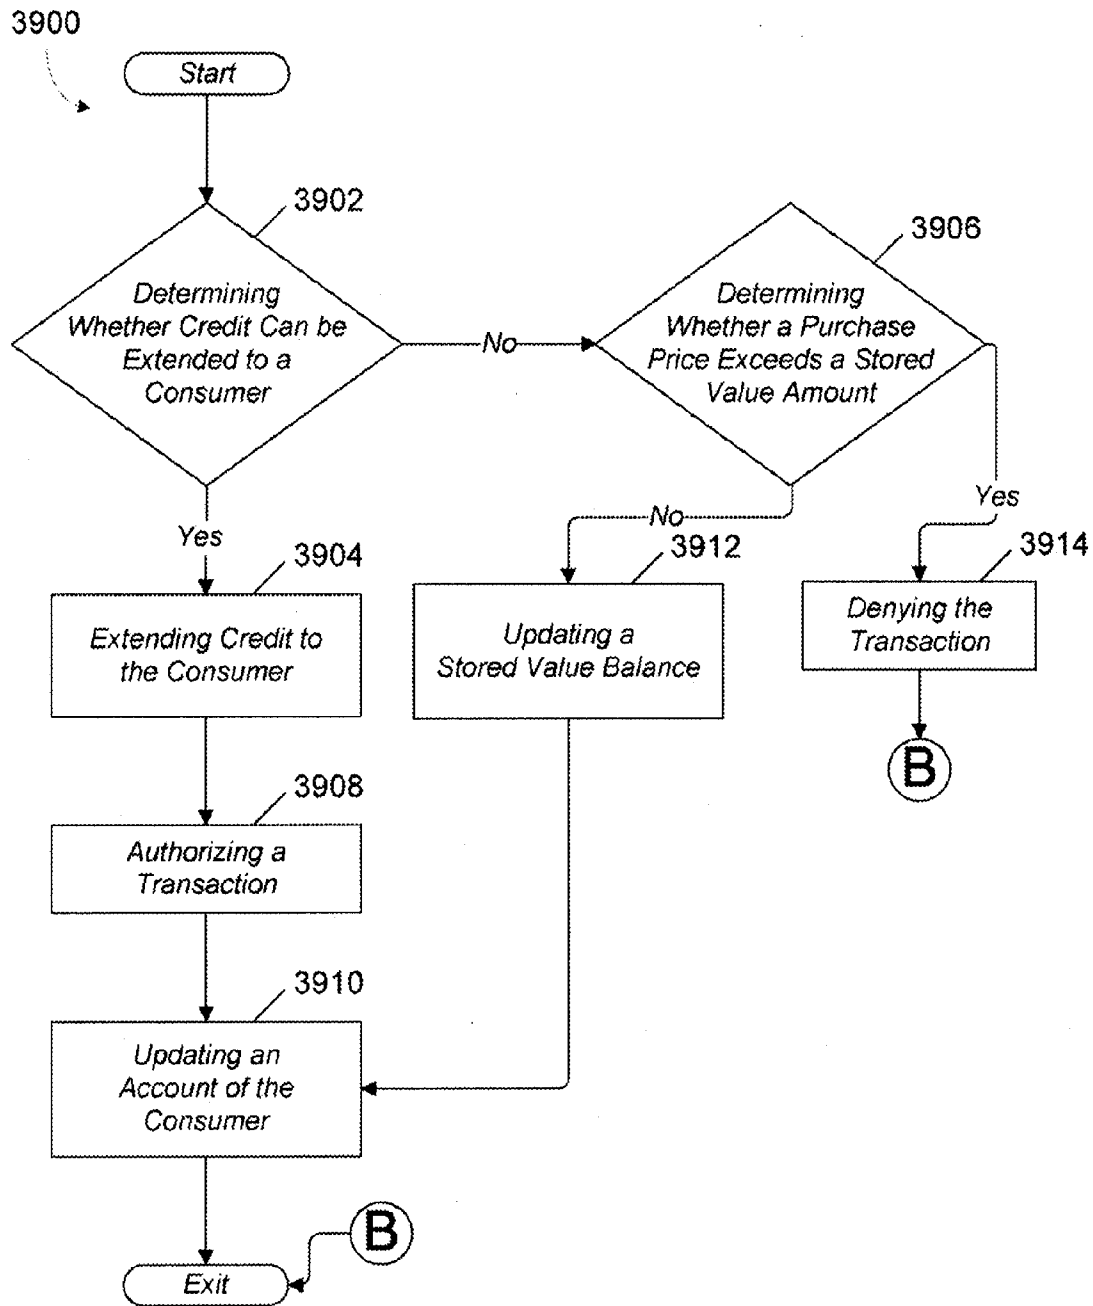 3900
Start
3902
Determining
Whether Credit Can be
Extended to a
Consumer
No
3906
Determining
Whether a Purchase
Price Exceeds a Stored
Value Amount
Yes
3904
Extending Credit to
the Consumer
No
3912
Updating a
Stored Value Balance
Yes
3914
Denying the
Transaction
B
3908
Authorizing a
Transaction
3910
Updating an
Account of the
Consumer
B
Exit